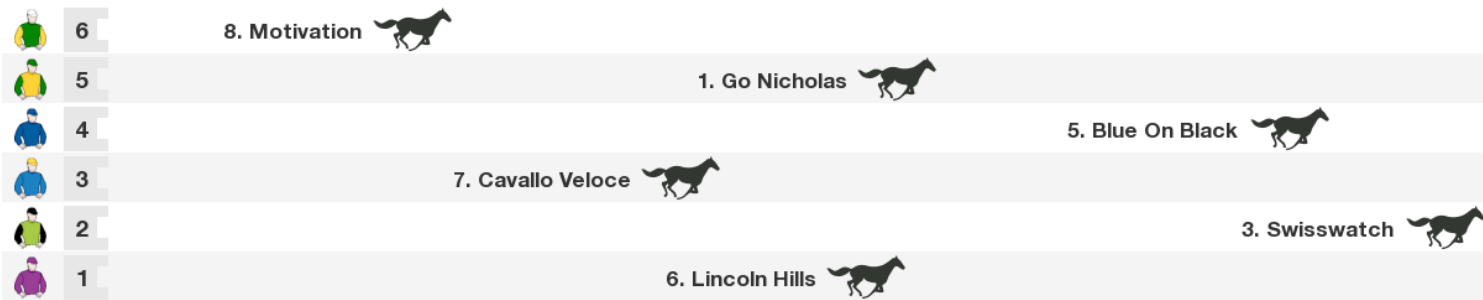 6 8. Motivation
5 1. Go Nicholas
4 5. Blue On Black
3 7. Cavallo Veloce
2 3. Swisswatch
1 6. Lincoln Hills